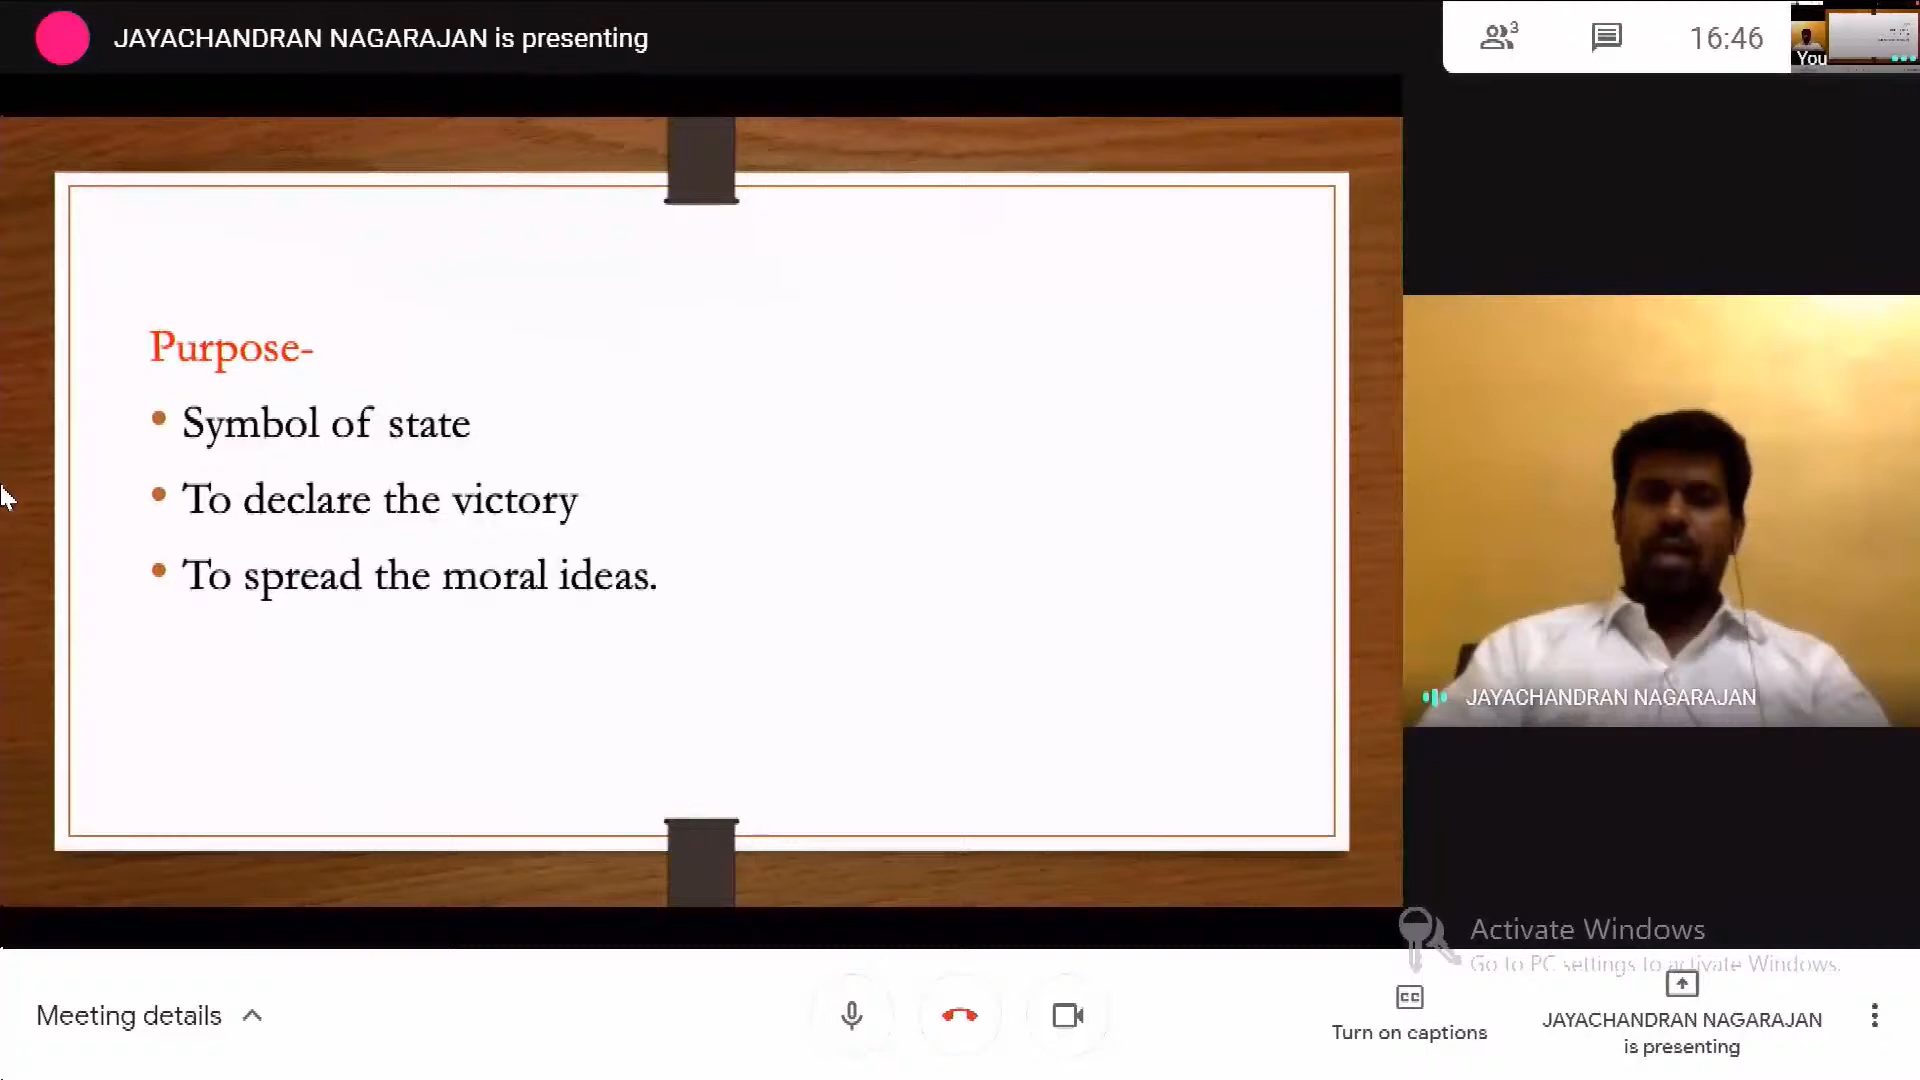 JAYACHANDRAN NAGARAJAN is presenting
3
16:46
You
Purpose-
• Symbol of state
• To declare the victory
• To spread the moral ideas.
JAYACHANDRAN NAGARAJAN
Activate Windows
Go to PC settings to activate Windows.
Meeting details
CC
Turn on captions
JAYACHANDRAN NAGARAJAN
is presenting